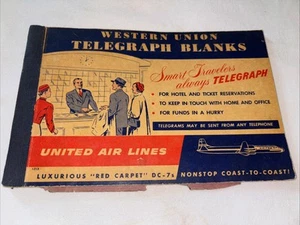 WESTERN UNION
TELEGRAPH BLANKS
Smart Travelers
always TELEGRAPH
• FOR HOTEL AND TICKET RESERVATIONS
• TO KEEP IN TOUCH WITH HOME AND OFFICE
• FOR FUNDS IN A HURRY
TELEGRAMS MAY BE SENT FROM ANY TELEPHONE
UNITED AIR LINES
LUXURIOUS "RED CARPET" DC-7s NONSTOP COAST-TO-COAST!